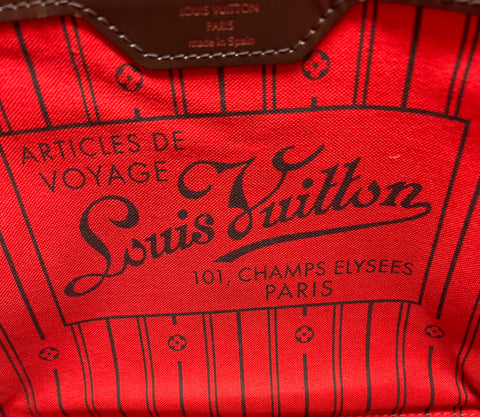 LOUIS VUITTON
PARIS
made in Spain
ARTICLES DE
VOYAGE
Louis Vuitton
101, CHAMPS ELYSEES
PARIS